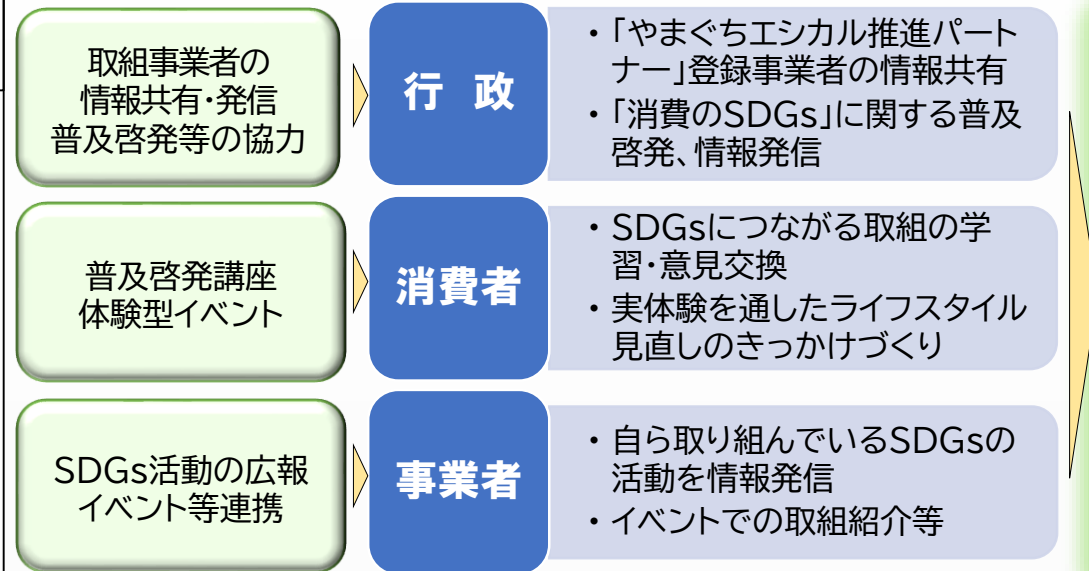 取組事業者の
情報共有・発信
普及啓発等の協力
行 政
・「やまぐちエシカル推進パート
ナー」登録事業者の情報共有
・「消費のSDGs」に関する普及
啓発、情報発信
普及啓発講座
体験型イベント
消費者
・SDGsにつながる取組の学
習・意見交換
・実体験を通したライフスタイル
見直しのきっかけづくり
SDGs活動の広報
イベント等連携
事業者
・自ら取り組んでいるSDGsの
活動を情報発信
・イベントでの取組紹介等